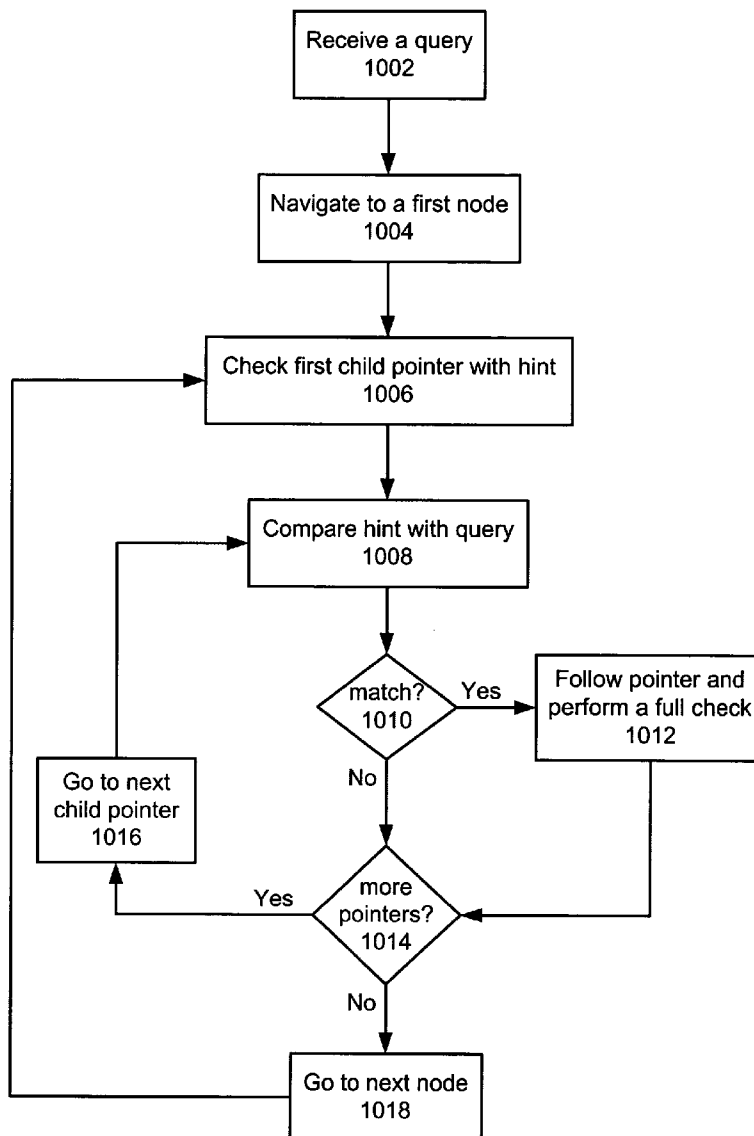 Receive a query
1002
Navigate to a first node
1004
Check first child pointer with hint
1006
Compare hint with query
1008
match?
1010
Yes
Follow pointer and
perform a full check
1012
No
Go to next
child pointer
1016
Yes
more
pointers?
1014
No
Go to next node
1018